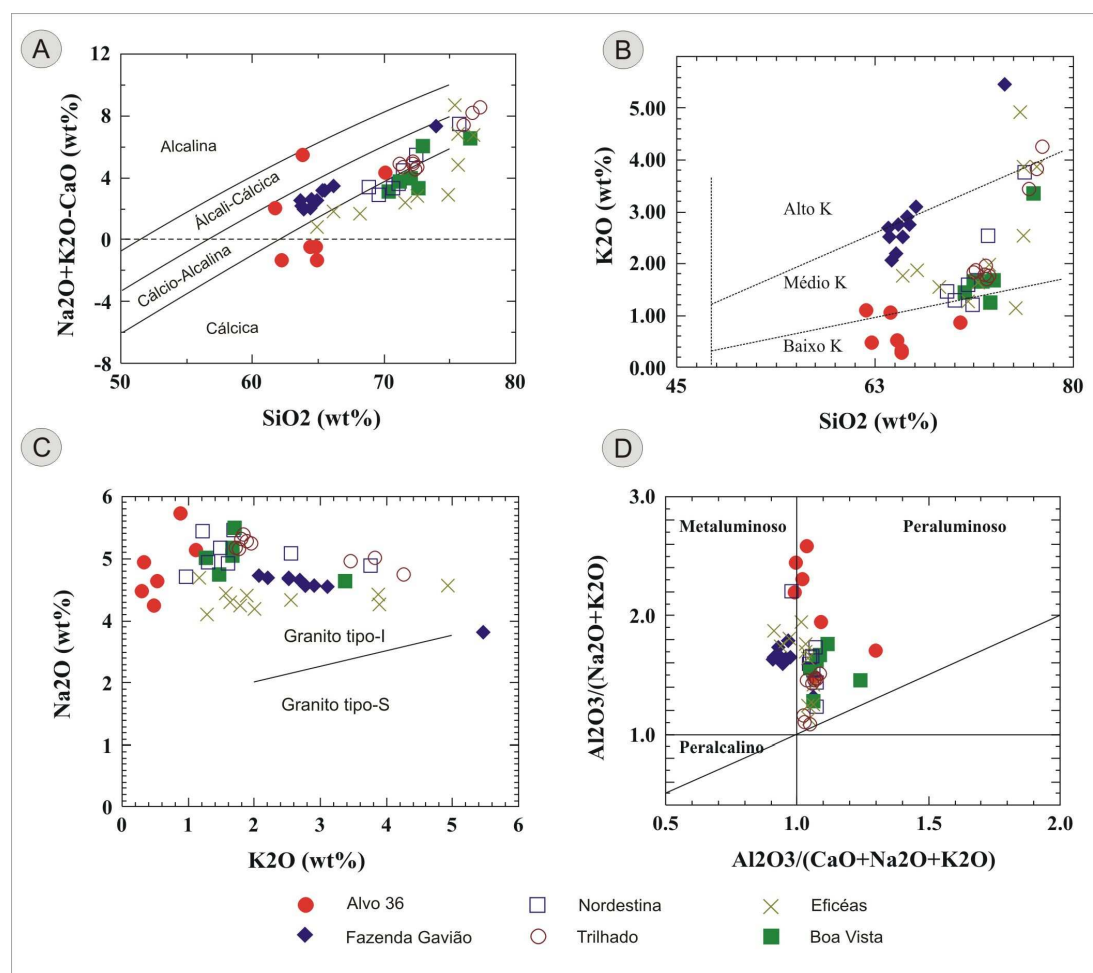 A
12
8
4
0
-4
-8
Na2O+K2O-CaO (wt%)
Alcalina
Álcali-Cálcica
Cálcio-Alcalina
Cálcica
50
60
70
80
SiO2 (wt%)
B
5.00
4.00
3.00
2.00
1.00
0.00
K2O (wt%)
Alto K
Médio K
Baixo K
45
63
80
SiO2 (wt%)
C
6
5
4
2
1
0
Na2O (wt%)
Granito tipo-I
Granito tipo-S
0
1
2
3
4
5
6
K2O (wt%)
D
3.0
2.0
1.0
Al2O3/(Na2O+K2O)
Metaluminoso
Peraluminoso
Peralcalino
0.5
1.0
1.5
2.0
Al2O3/(CaO+Na2O+K2O)
Alvo 36
Nordestina
Eficéas
Fazenda Gavião
Trilhado
Boa Vista